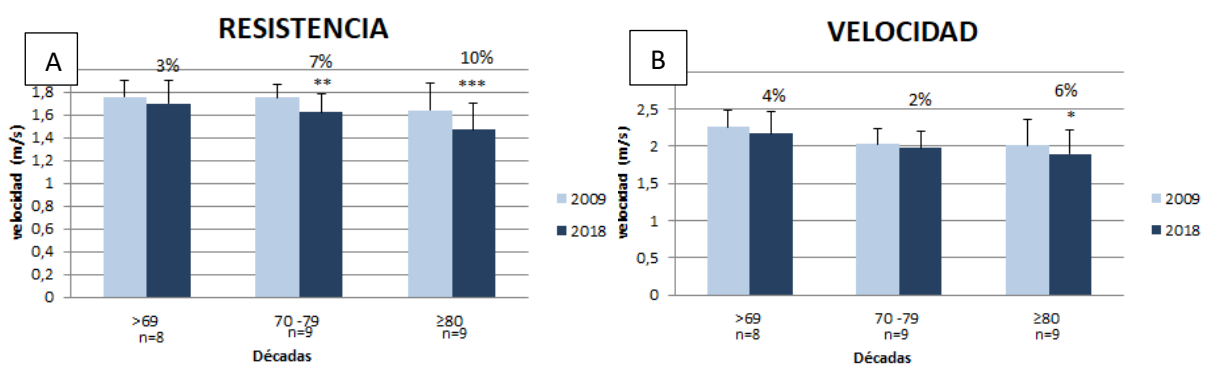 RESISTENCIA
A
3%
7%
10%
**
***
1,8
1,6
1,4
1,2
1
0,8
0,6
0,4
0,2
0
velocidad (m/s)
2009
2018
>69
70 -79
≥80
n=8
n=9
n=9
Décadas
VELOCIDAD
B
4%
2%
6%
*
2,5
2
1,5
1
0,5
0
velocidad (m/s)
2009
2018
>69
70 -79
≥80
n=8
n=9
n=9
Décadas